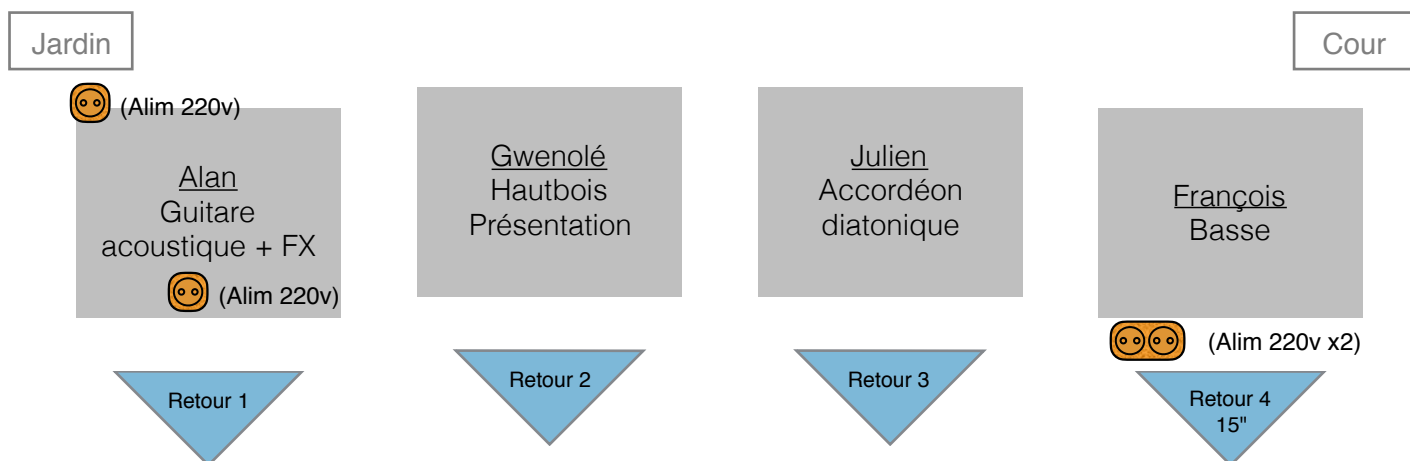 Jardin
Cour
(Alim 220v)
Alan
Guitare
acoustique + FX
(Alim 220v)
Gwenolé
Hautbois
Présentation
Julien
Accordéon
diatonique
François
Basse
(Alim 220v x2)
Retour 1
Retour 2
Retour 3
Retour 4
15"